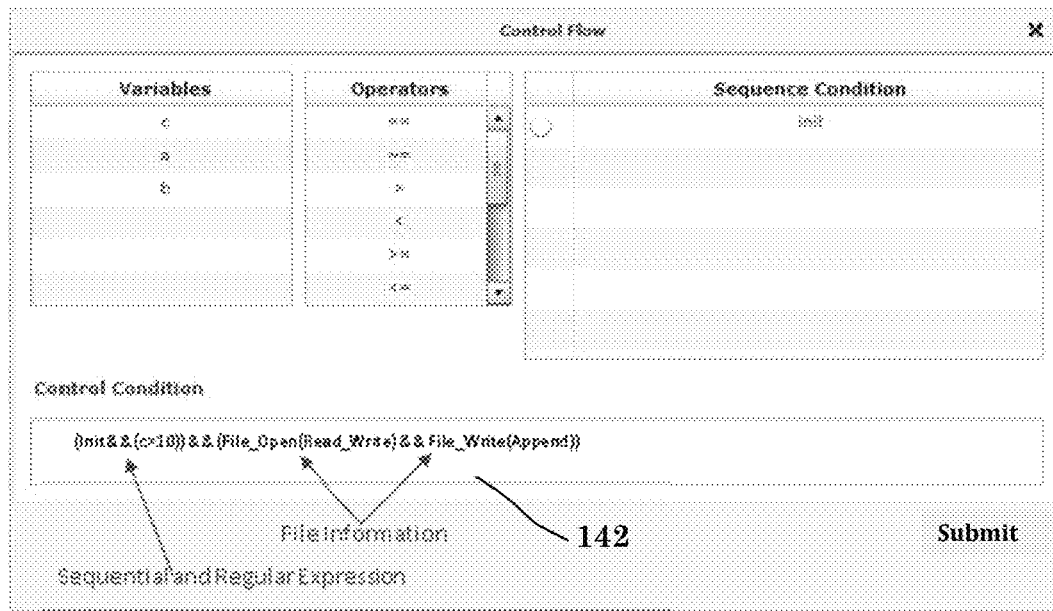 Control Flow X
Variables Operators Sequence Condition
c == init
a
b >
<
>=
<=
Control Condition
(Init&&(c>10)) && (File_Open(Read_Write) && File_Write(Append))
File Information 142 Submit
Sequential and Regular Expression